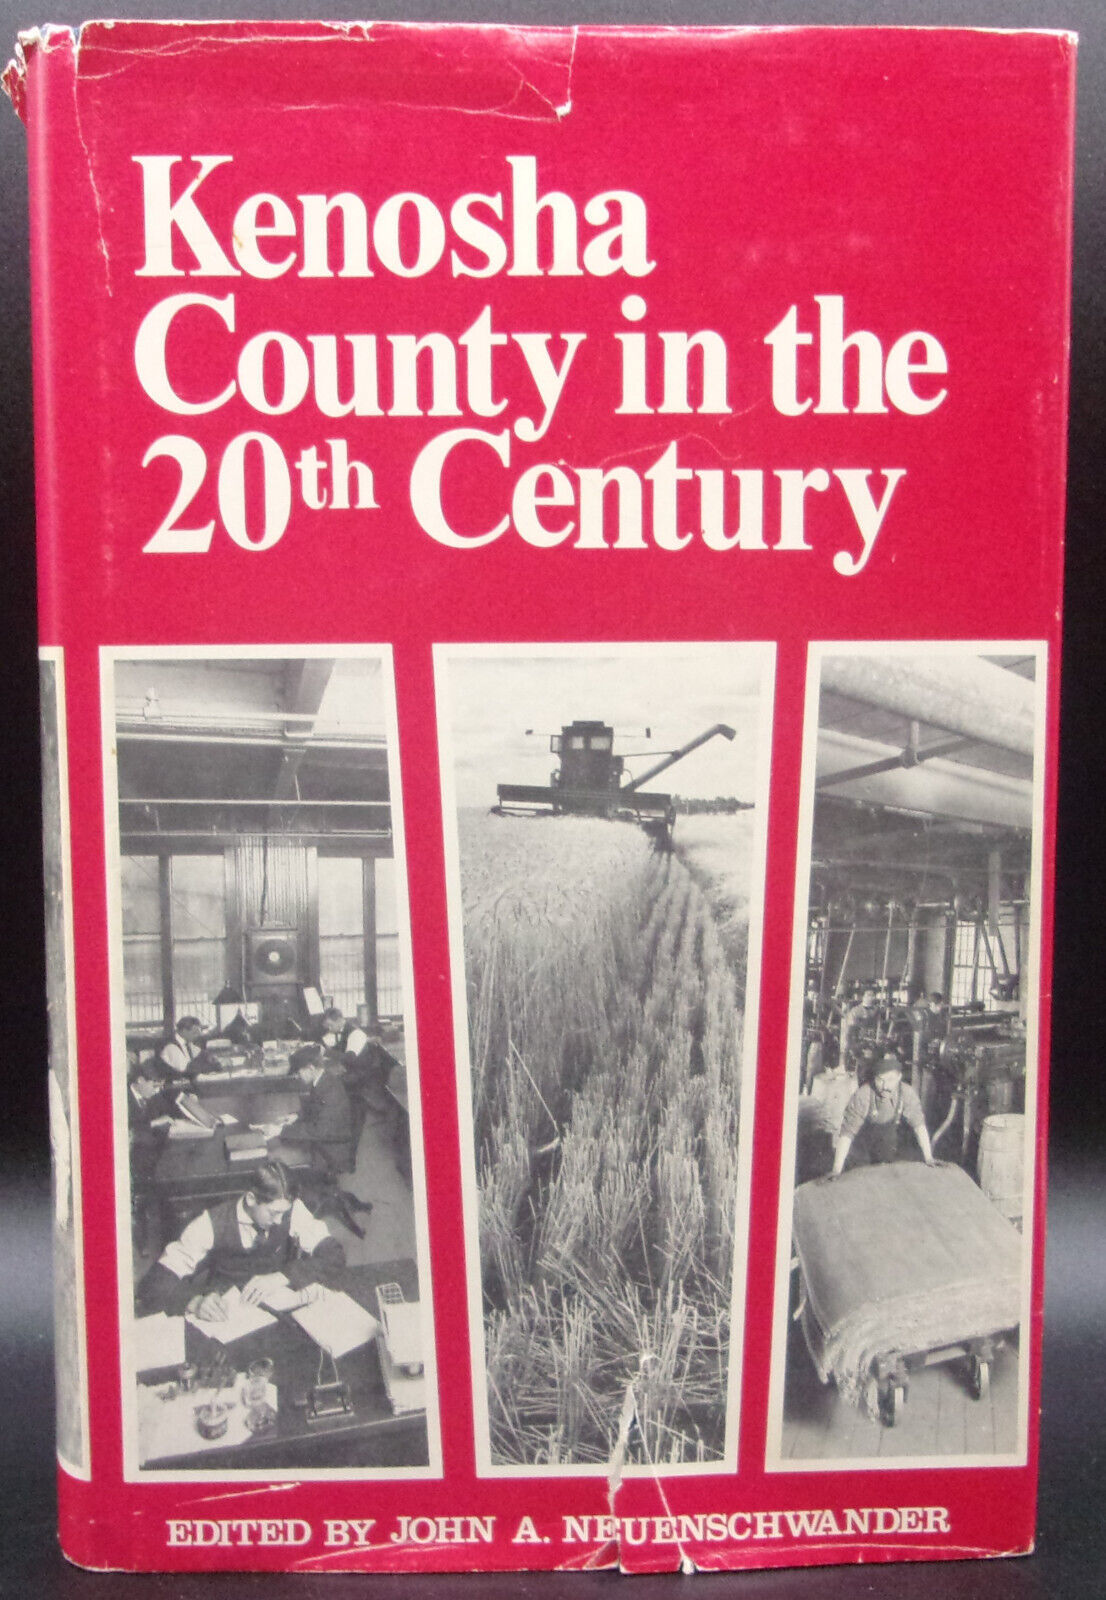 Kenosha
County in the
20th Century
EDITED BY JOHN A. NEUENSCHWANDER